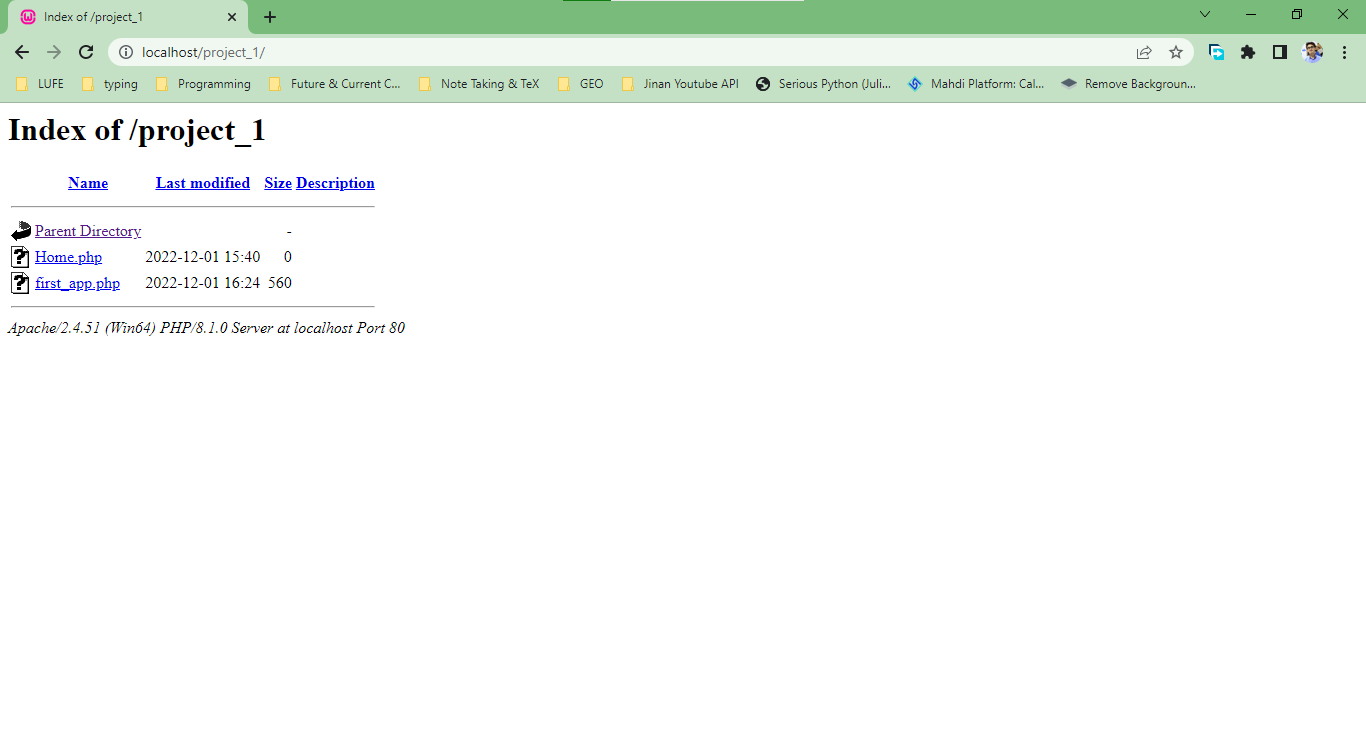 Index of /project_1
localhost/project_1/
LUFE typing Programming Future & Current C... Note Taking & TeX GEO Jinan Youtube API Serious Python (Juli... Mahdi Platform: Cal... Remove Backgroun...
Index of /project_1
Name Last modified Size Description
Parent Directory -
Home.php 2022-12-01 15:40 0
first_app.php 2022-12-01 16:24 560
Apache/2.4.51 (Win64) PHP/8.1.0 Server at localhost Port 80